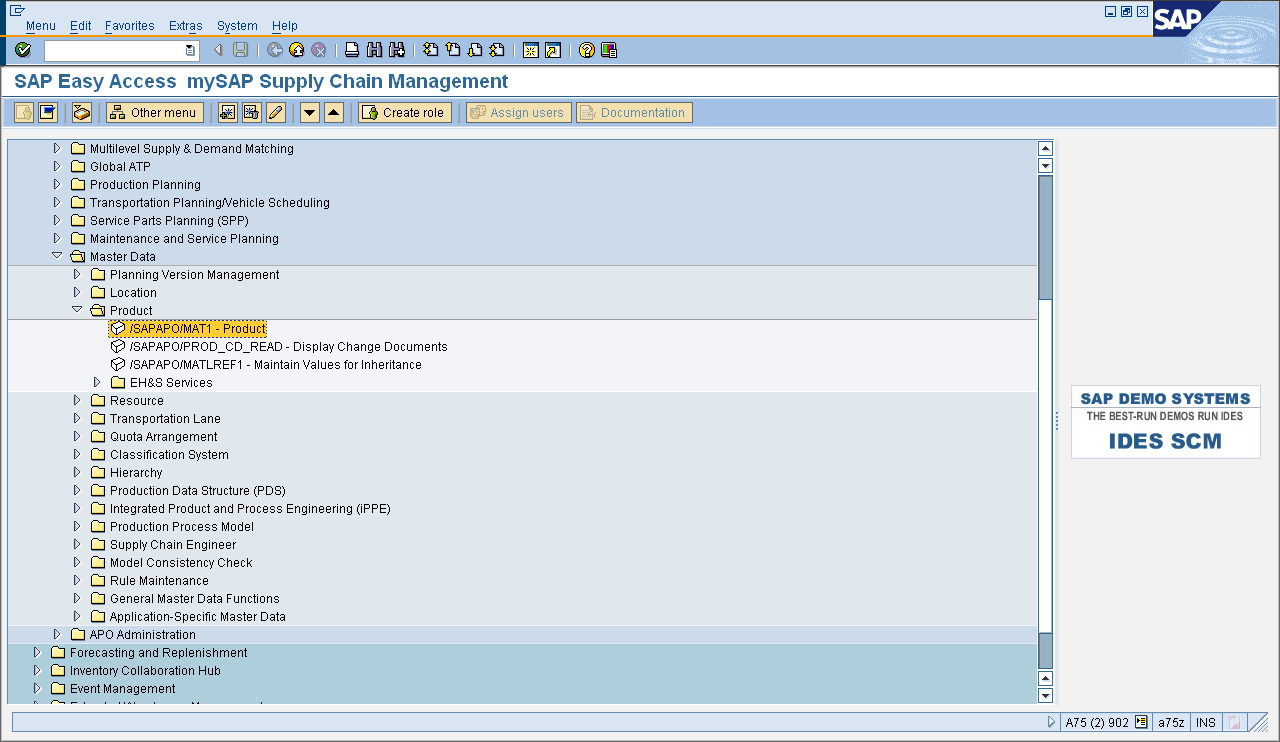 Menu Edit Favorites Extras System Help
SAP
SAP Easy Access mySAP Supply Chain Management
Other menu Create role Assign users Documentation
Multilevel Supply & Demand Matching
Global ATP
Production Planning
Transportation Planning/Vehicle Scheduling
Service Parts Planning (SPP)
Maintenance and Service Planning
Master Data
Planning Version Management
Location
Product
/SAPAPO/MAT1 - Product
/SAPAPO/PROD_CD_READ - Display Change Documents
/SAPAPO/MATLREF1 - Maintain Values for Inheritance
EH&S Services
Resource
Transportation Lane
Quota Arrangement
Classification System
Hierarchy
Production Data Structure (PDS)
Integrated Product and Process Engineering (iPPE)
Production Process Model
Supply Chain Engineer
Model Consistency Check
Rule Maintenance
General Master Data Functions
Application-Specific Master Data
APO Administration
Forecasting and Replenishment
Inventory Collaboration Hub
Event Management
SAP DEMO SYSTEMS
THE BEST-RUN DEMOS RUN IDES
IDES SCM
A75 (2) 902 a75z INS